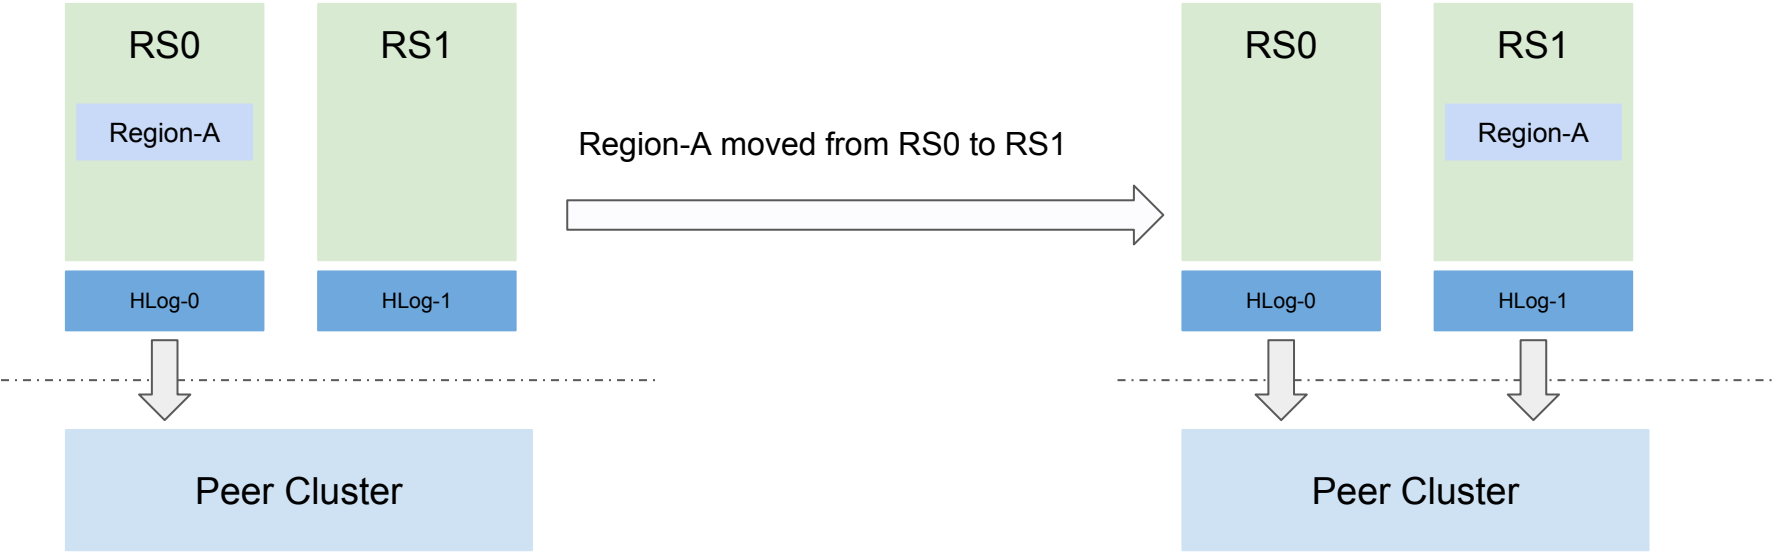 RS0
RS1
Region-A
HLog-0
HLog-1
Peer Cluster
Region-A moved from RS0 to RS1
RS0
RS1
Region-A
HLog-0
HLog-1
Peer Cluster